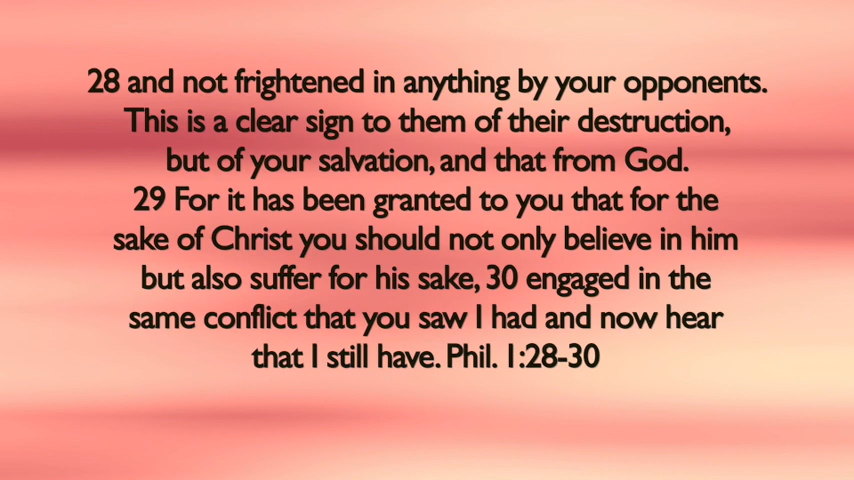 28 and not frightened in anything by your opponents.
This is a clear sign to them of their destruction,
but of your salvation, and that from God.
29 For it has been granted to you that for the
sake of Christ you should not only believe in him
but also suffer for his sake, 30 engaged in the
same conflict that you saw I had and now hear
that I still have. Phil. 1:28-30